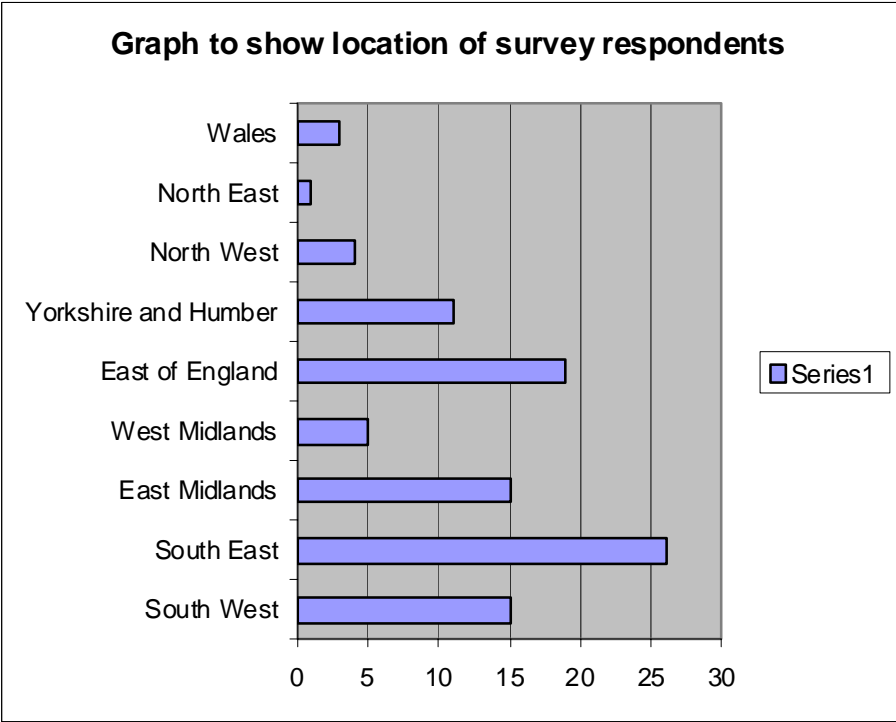 Graph to show location of survey respondents
Wales
North East
North West
Yorkshire and Humber
East of England
West Midlands
East Midlands
South East
South West
0 5 10 15 20 25 30
Series1